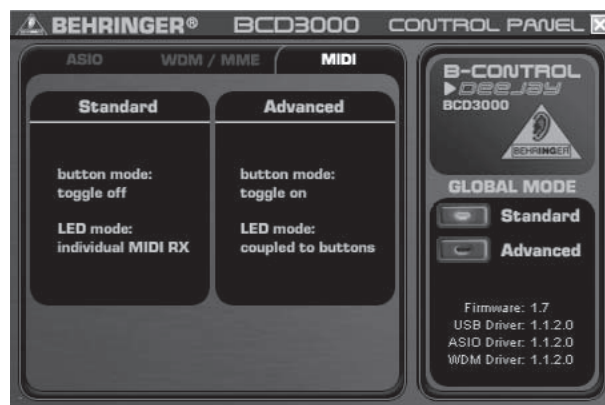 BEHRINGER® BCD3000 CONTROL PANEL
ASIO WDM / MME MIDI
Standard
button mode:
toggle off
LED mode:
individual MIDI RX
Advanced
button mode:
toggle on
LED mode:
coupled to buttons
B-CONTROL
DEEJAY
BCD3000
BEHRINGER
GLOBAL MODE
Standard
Advanced
Firmware: 1.7
USB Driver: 1.1.2.0
ASIO Driver: 1.1.2.0
WDM Driver: 1.1.2.0